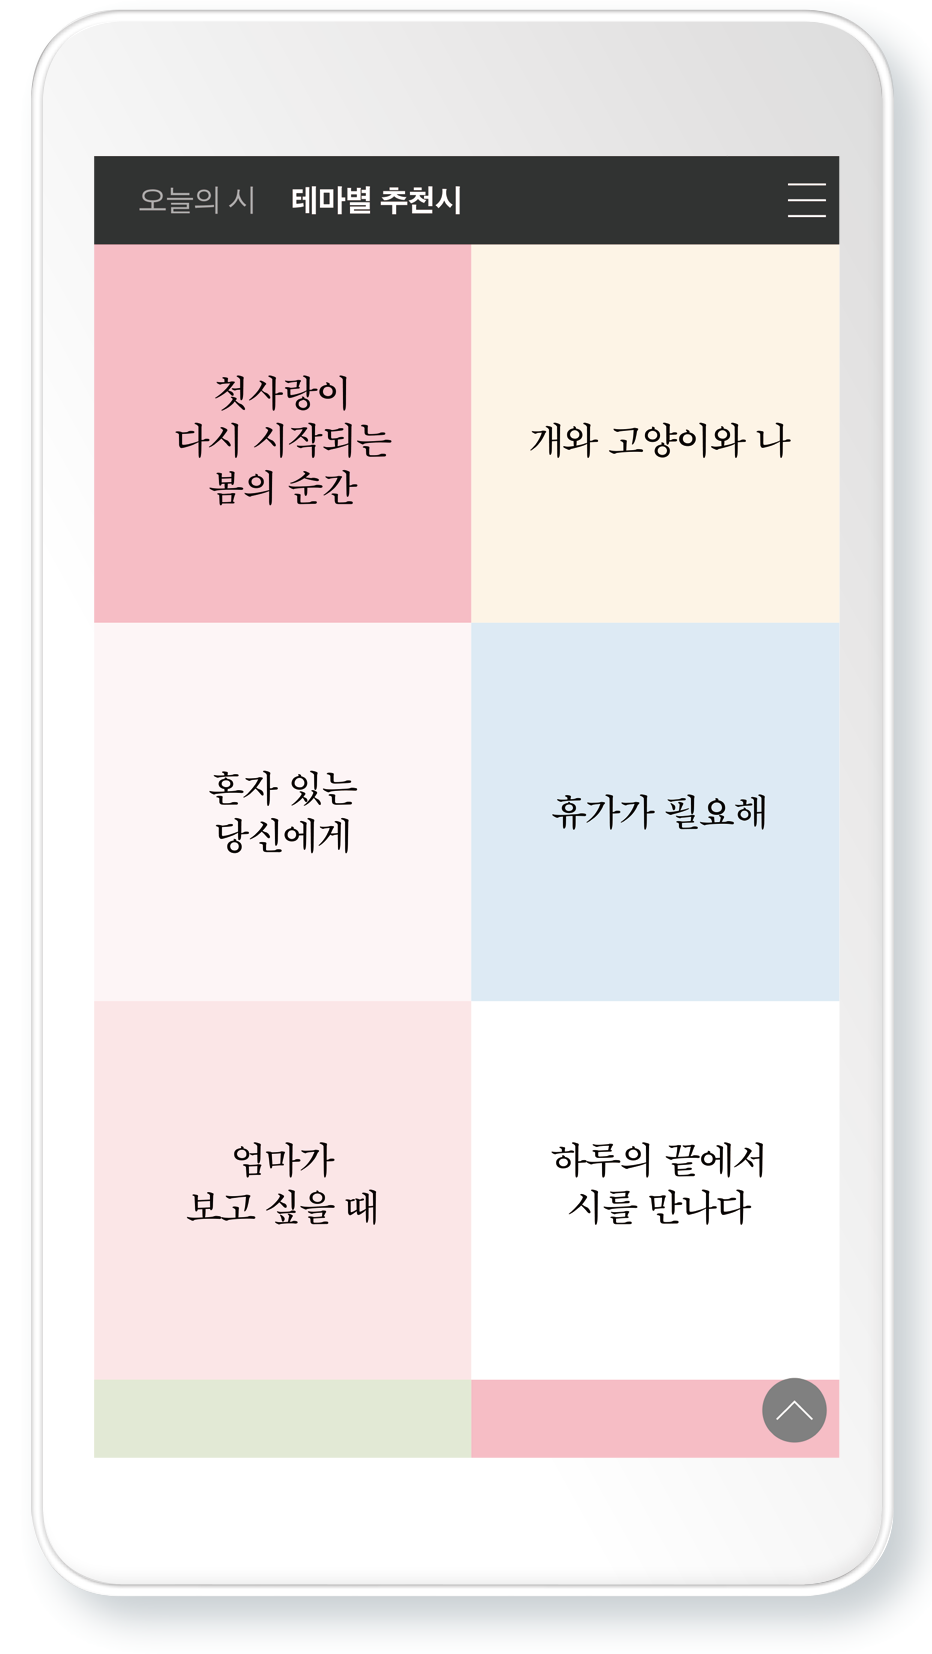 오늘의 시 테마별 추천시
첫사랑이
다시 시작되는
봄의 순간
개와 고양이와 나
혼자 있는
당신에게
휴가가 필요해
엄마가
보고 싶을 때
하루의 끝에서
시를 만나다